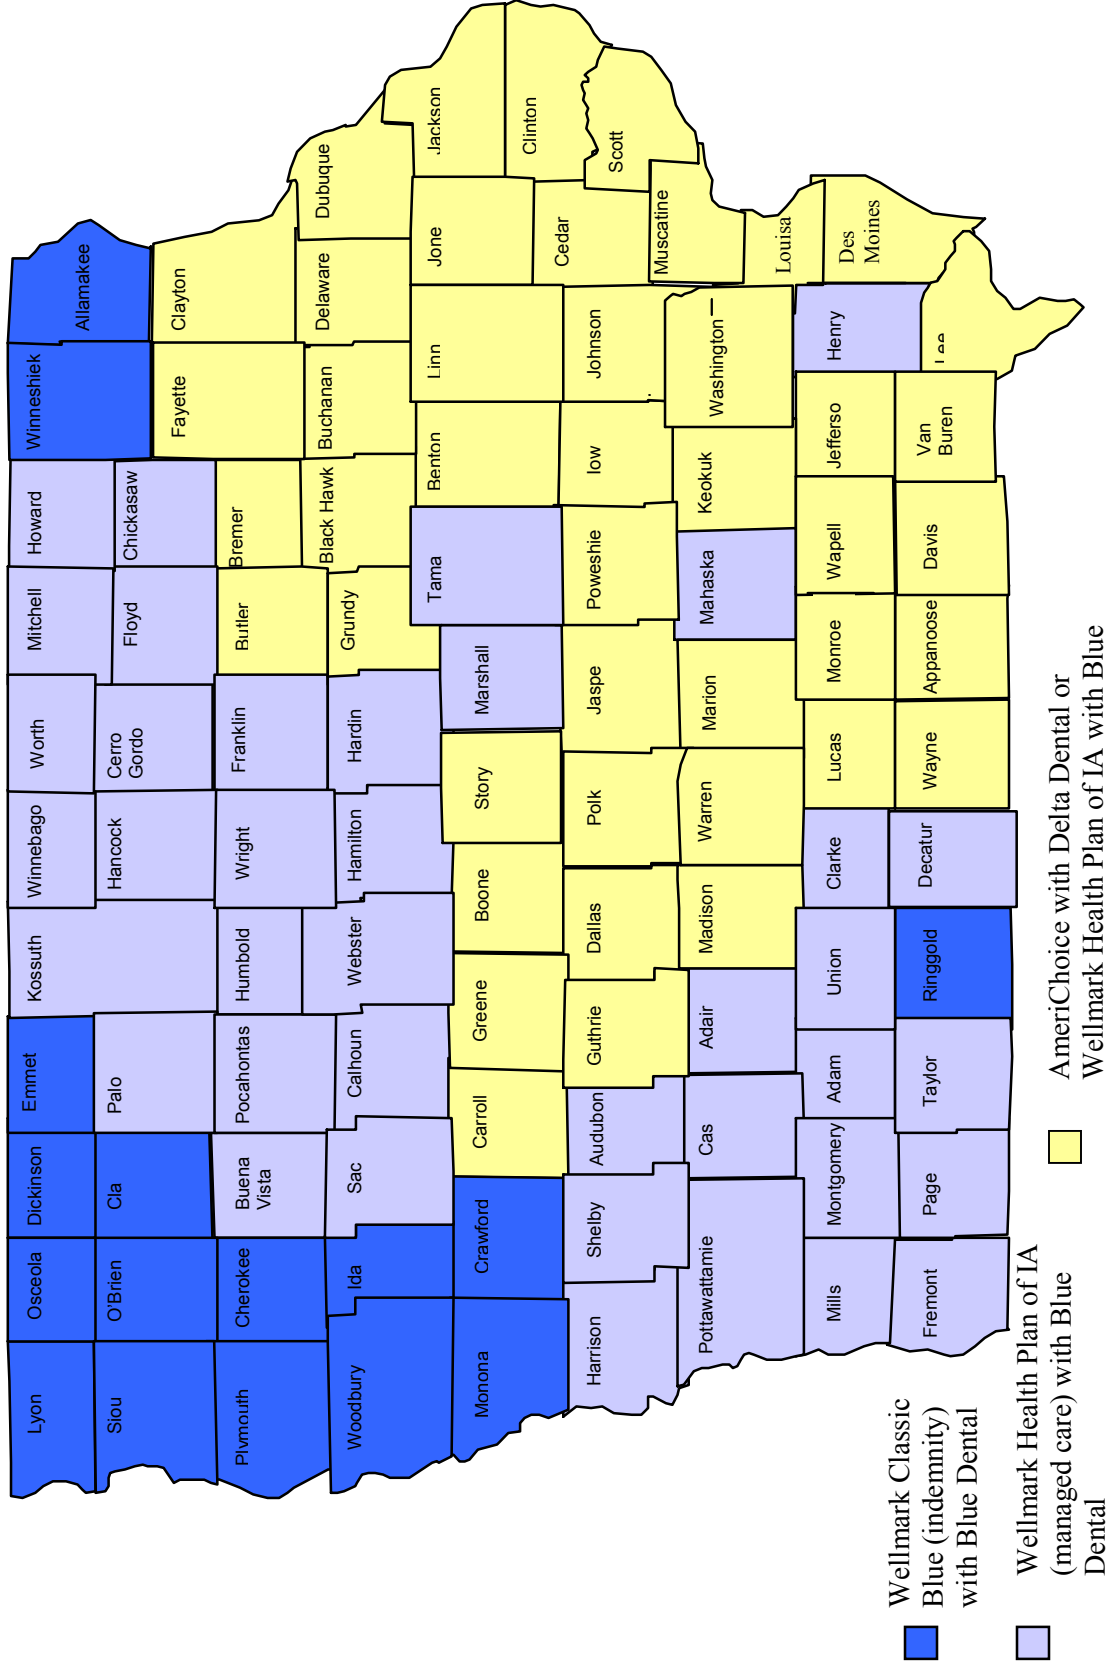 Lyon
Osceola
Dickinson
Emmet
Kossuth
Winnebago
Worth
Mitchell
Howard
Winneshiek
Allamakee
Siou
O'Brien
Cla
Palo
Hancock
Cerro
Gordo
Floyd
Chickasaw
Fayette
Clayton
Plymouth
Cherokee
Buena
Vista
Pocahontas
Humbold
Wright
Franklin
Butler
Bremer
Woodbury
Ida
Sac
Calhoun
Webster
Hamilton
Hardin
Grundy
Black Hawk
Buchanan
Delaware
Dubuque
Monona
Crawford
Carroll
Greene
Boone
Story
Marshall
Tama
Benton
Linn
Jone
Jackson
Harrison
Shelby
Audubon
Guthrie
Dallas
Polk
Jaspe
Poweshie
Iow
Johnson
Cedar
Clinton
Scott
Pottawattamie
Cas
Adair
Madison
Warren
Marion
Mahaska
Keokuk
Washington
Muscatine
Louisa
Mills
Montgomery
Adam
Union
Clarke
Lucas
Monroe
Wapell
Jefferso
Henry
Des
Moines
Fremont
Page
Taylor
Ringgold
Decatur
Wayne
Appanoose
Davis
Van
Buren
Lee
Wellmark Classic
Blue (indemnity)
with Blue Dental
Wellmark Health Plan of IA
(managed care) with Blue
Dental
AmeriChoice with Delta Dental or
Wellmark Health Plan of IA with Blue